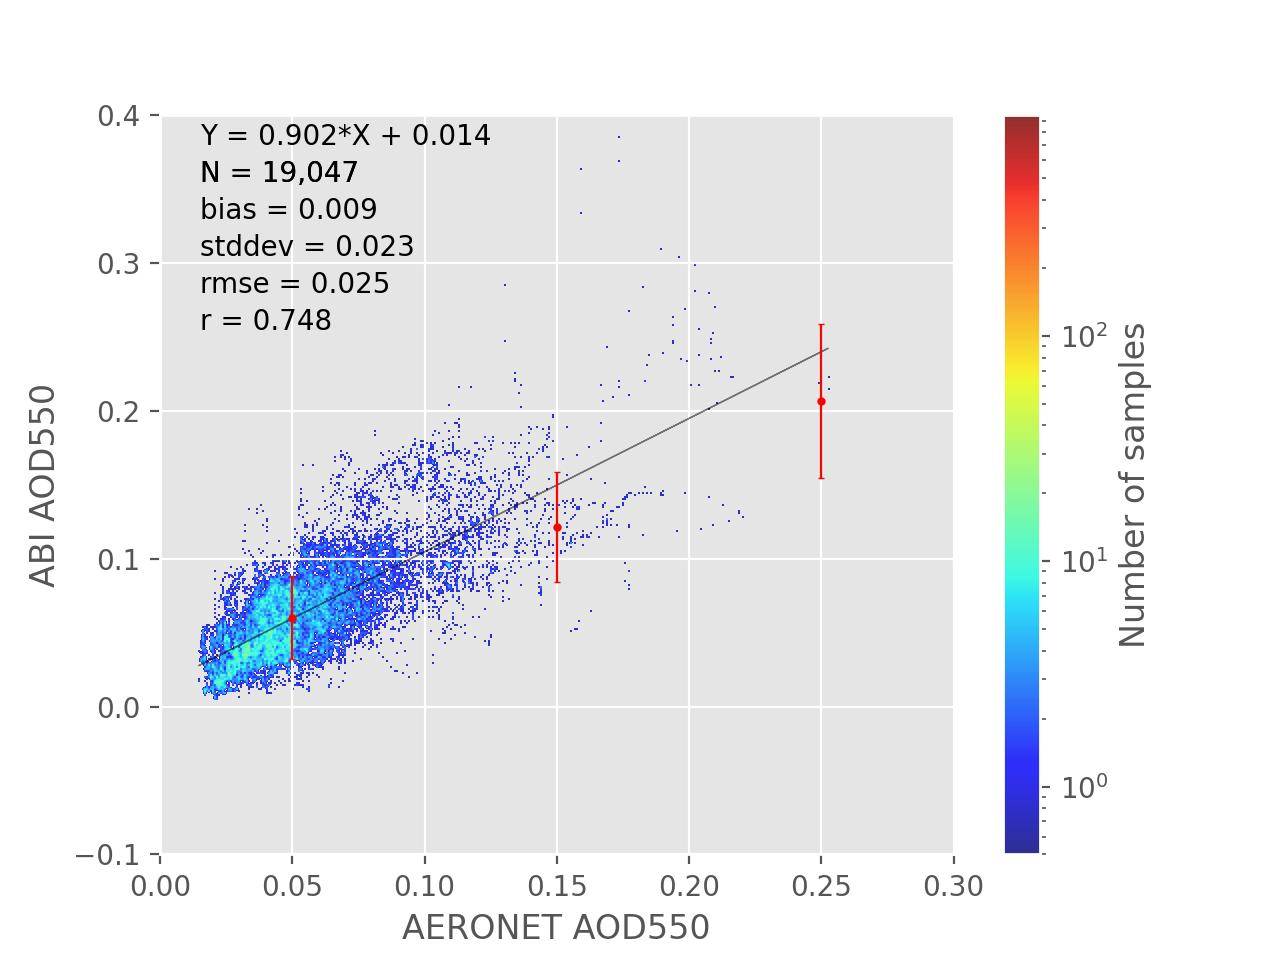 Y = 0.902*X + 0.014
N = 19,047
bias = 0.009
stddev = 0.023
rmse = 0.025
r = 0.748
0.4
0.3
0.2
0.1
0.0
−0.1
ABI AOD550
0.00 0.05 0.10 0.15 0.20 0.25 0.30
AERONET AOD550
10²
10¹
10⁰
Number of samples